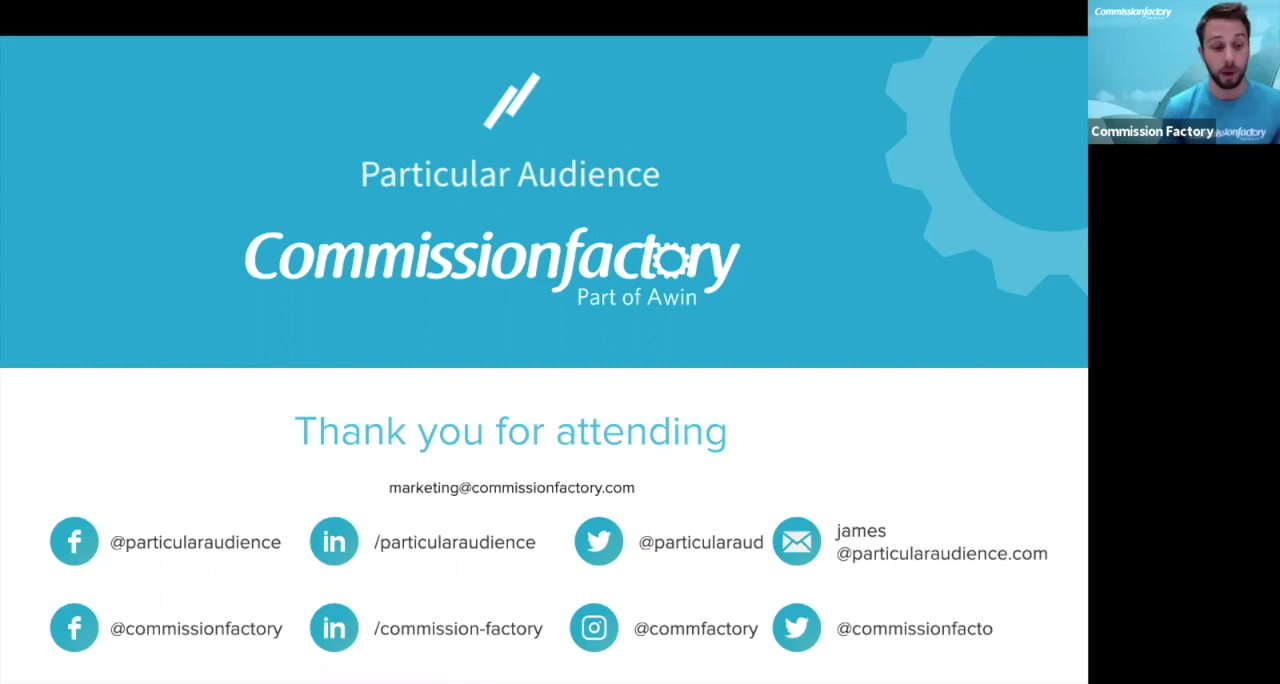 Particular Audience
Commissionfactory
Part of Awin
Thank you for attending
marketing@commissionfactory.com
@particularaudience
/particularaudience
@particularaud
james
@particularaudience.com
@commissionfactory
/commission-factory
@commfactory
@commissionfacto
Commissionfactory
Commission Factory